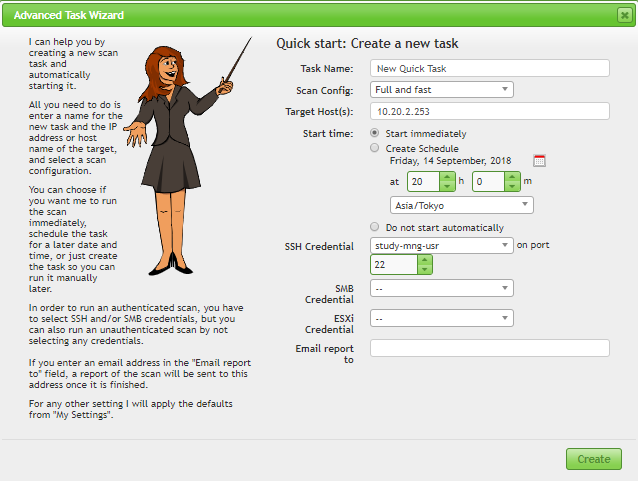 Advanced Task Wizard
I can help you by
creating a new scan
task and
automatically
starting it.
All you need to do is
enter a name for the
new task and the IP
address or host
name of the target,
and select a scan
configuration.
You can choose if
you want me to run
the scan
immediately,
schedule the task
for a later date and
time, or just create
the task so you can
run it manually
later.
In order to run an authenticated scan, you have
to select SSH and/or SMB credentials, but you
can also run an unauthenticated scan by not
selecting any credentials.
If you enter an email address in the "Email report
to" field, a report of the scan will be sent to this
address once it is finished.
For any other setting I will apply the defaults
from "My Settings".
Quick start: Create a new task
Task Name: New Quick Task
Scan Config: Full and fast
Target Host(s): 10.20.2.253
Start time: Start immediately
Create Schedule
Friday, 14 September, 2018
at 20 h 0 m
Asia/Tokyo
Do not start automatically
SSH Credential study-mng-usr on port
22
SMB
Credential --
ESXi
Credential --
Email report
to
Create